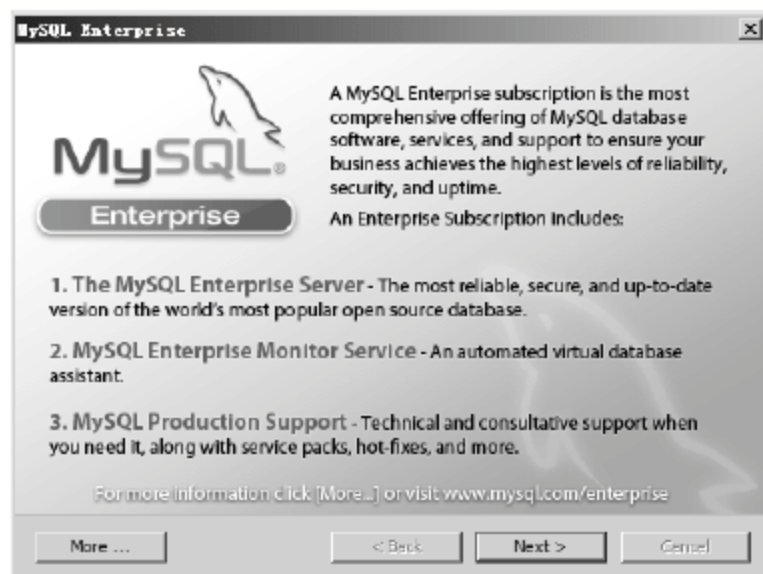 MySQL Enterprise
A MySQL Enterprise subscription is the most
comprehensive offering of MySQL database
software, services, and support to ensure your
business achieves the highest levels of reliability,
security, and uptime.
An Enterprise Subscription includes:
MySQL®
Enterprise
1. The MySQL Enterprise Server - The most reliable, secure, and up-to-date
version of the world's most popular open source database.
2. MySQL Enterprise Monitor Service - An automated virtual database
assistant.
3. MySQL Production Support - Technical and consultative support when
you need it, along with service packs, hot-fixes, and more.
For more information click [More...] or visit www.mysql.com/enterprise
More ...
< Back
Next >
Cancel